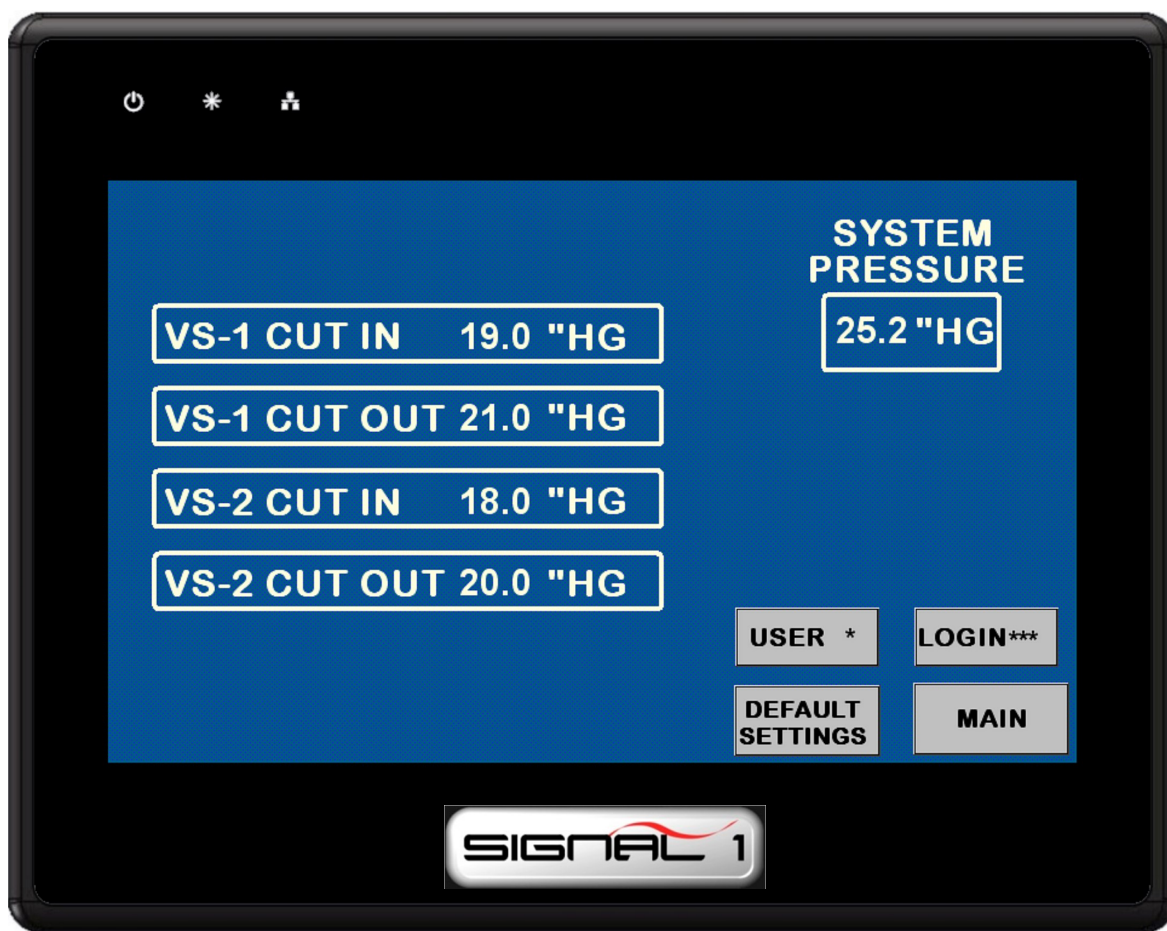 SYSTEM
PRESSURE
25.2 "HG
VS-1 CUT IN 19.0 "HG
VS-1 CUT OUT 21.0 "HG
VS-2 CUT IN 18.0 "HG
VS-2 CUT OUT 20.0 "HG
USER *
LOGIN***
DEFAULT
SETTINGS
MAIN
SIGNAL 1